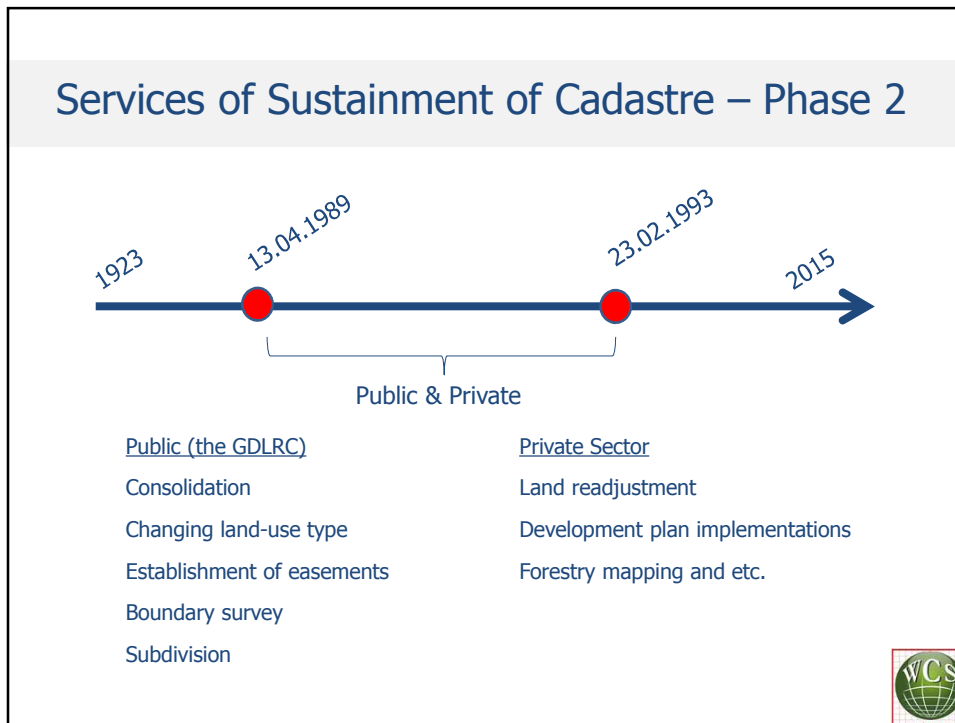 Services of Sustainment of Cadastre – Phase 2
1923
13.04.1989
23.02.1993
2015
Public & Private
Public (the GDLRC)
Consolidation
Changing land-use type
Establishment of easements
Boundary survey
Subdivision
Private Sector
Land readjustment
Development plan implementations
Forestry mapping and etc.
WCS